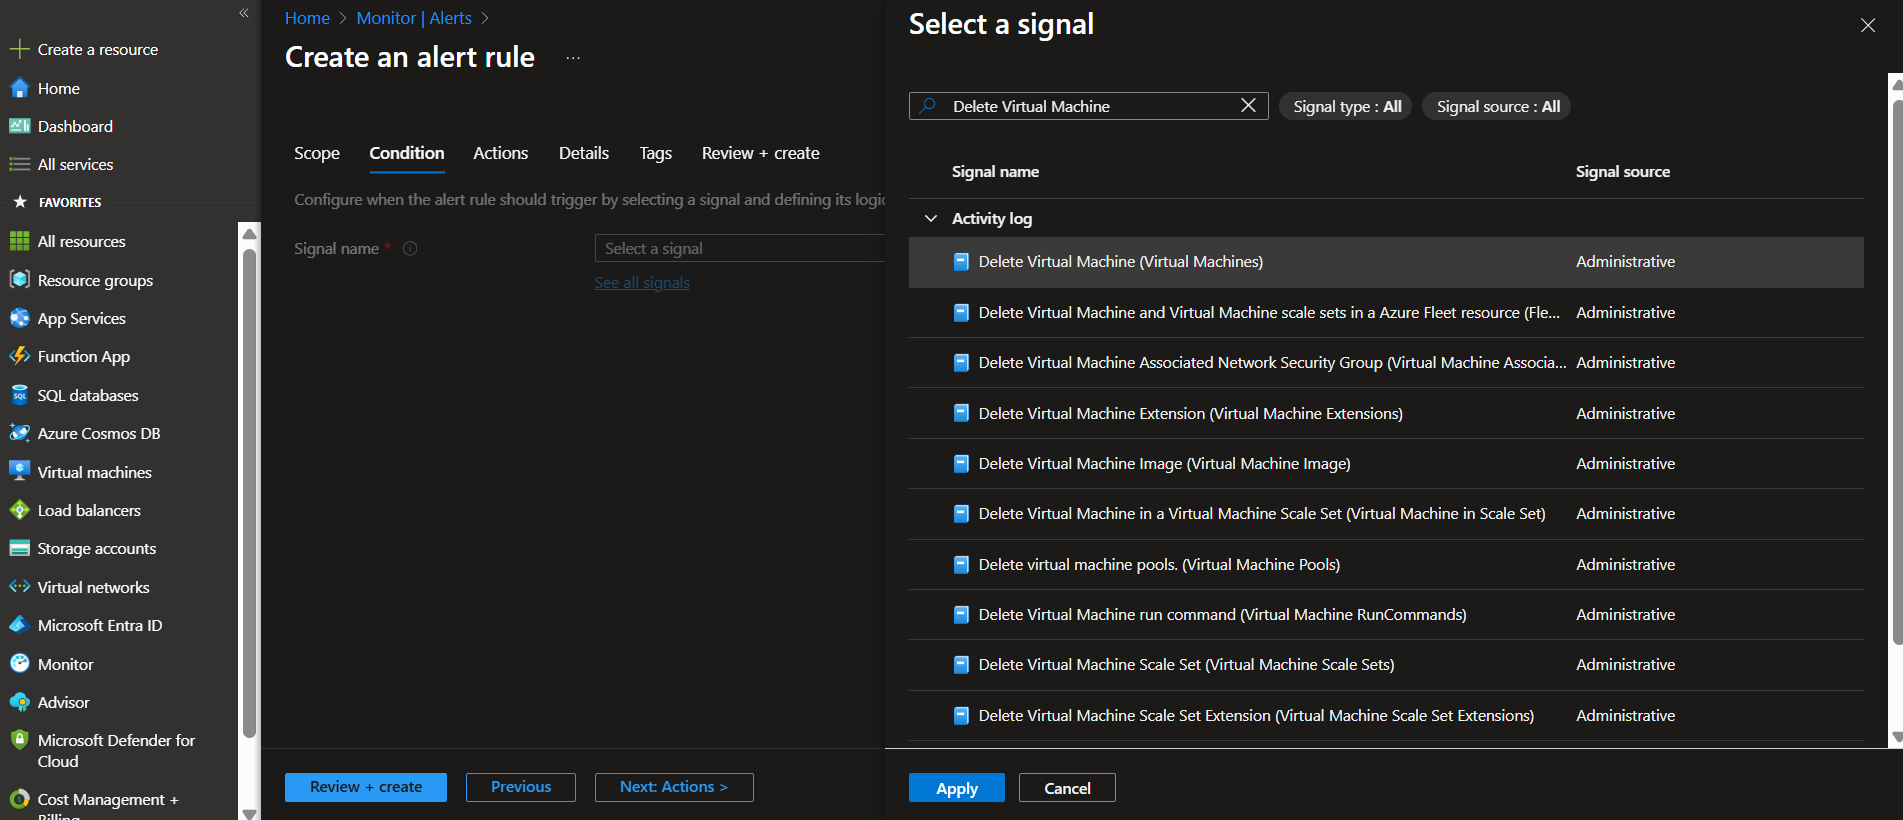 «
Create a resource
Home
Dashboard
All services
FAVORITES
All resources
Resource groups
App Services
Function App
SQL databases
Azure Cosmos DB
Virtual machines
Load balancers
Storage accounts
Virtual networks
Microsoft Entra ID
Monitor
Advisor
Microsoft Defender for
Cloud
Cost Management +
Billing
Home > Monitor | Alerts >
Create an alert rule ...
Scope Condition Actions Details Tags Review + create
Configure when the alert rule should trigger by selecting a signal and defining its logic
Signal name * Select a signal
See all signals
Review + create Previous Next: Actions >
Select a signal
Delete Virtual Machine Signal type : All Signal source : All
Signal name Signal source
Activity log
Delete Virtual Machine (Virtual Machines) Administrative
Delete Virtual Machine and Virtual Machine scale sets in a Azure Fleet resource (Fle... Administrative
Delete Virtual Machine Associated Network Security Group (Virtual Machine Associa... Administrative
Delete Virtual Machine Extension (Virtual Machine Extensions) Administrative
Delete Virtual Machine Image (Virtual Machine Image) Administrative
Delete Virtual Machine in a Virtual Machine Scale Set (Virtual Machine in Scale Set) Administrative
Delete virtual machine pools. (Virtual Machine Pools) Administrative
Delete Virtual Machine run command (Virtual Machine RunCommands) Administrative
Delete Virtual Machine Scale Set (Virtual Machine Scale Sets) Administrative
Delete Virtual Machine Scale Set Extension (Virtual Machine Scale Set Extensions) Administrative
Apply Cancel